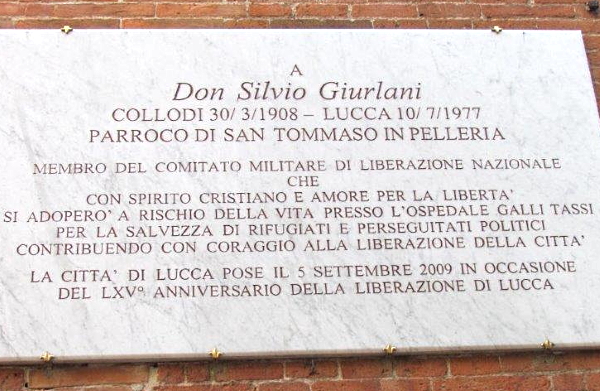 A
Don Silvio Giurlani
COLLODI 30/3/1908 – LUCCA 10/7/1977
PARROCO DI SAN TOMMASO IN PELLERIA
MEMBRO DEL COMITATO MILITARE DI LIBERAZIONE NAZIONALE
CHE
CON SPIRITO CRISTIANO E AMORE PER LA LIBERTA'
SI ADOPERO' A RISCHIO DELLA VITA PRESSO L'OSPEDALE GALLI TASSI
PER LA SALVEZZA DI RIFUGIATI E PERSEGUITATI POLITICI
CONTRIBUENDO CON CORAGGIO ALLA LIBERAZIONE DELLA CITTA'
LA CITTA' DI LUCCA POSE IL 5 SETTEMBRE 2009 IN OCCASIONE
DEL LXVº ANNIVERSARIO DELLA LIBERAZIONE DI LUCCA